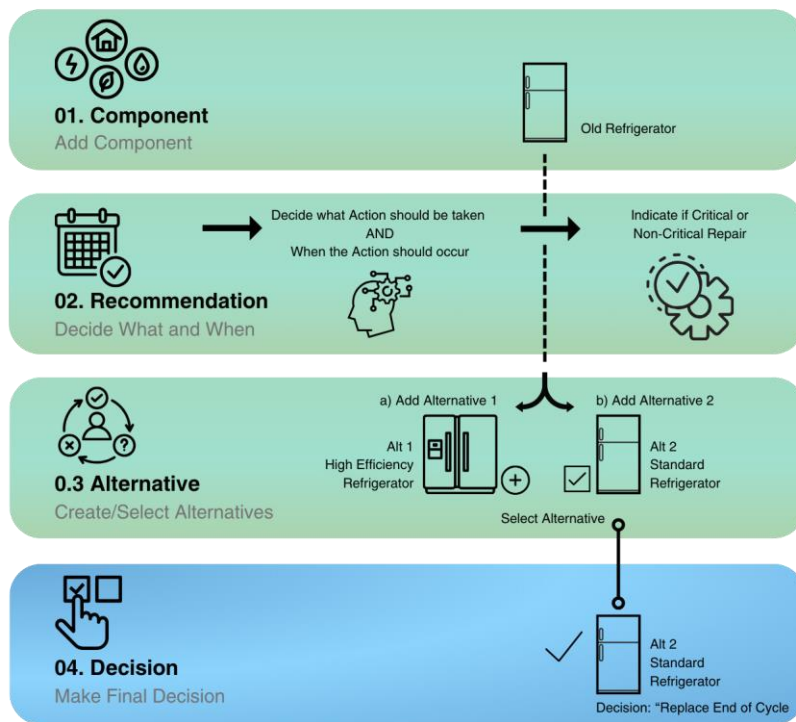 01. Component
Add Component
Old Refrigerator
Decide what Action should be taken
AND
When the Action should occur
Indicate if Critical or
Non-Critical Repair
02. Recommendation
Decide What and When
a) Add Alternative 1
b) Add Alternative 2
Alt 1
High Efficiency
Refrigerator
Alt 2
Standard
Refrigerator
0.3 Alternative
Create/Select Alternatives
Select Alternative
04. Decision
Make Final Decision
Alt 2
Standard
Refrigerator
Decision: “Replace End of Cycle